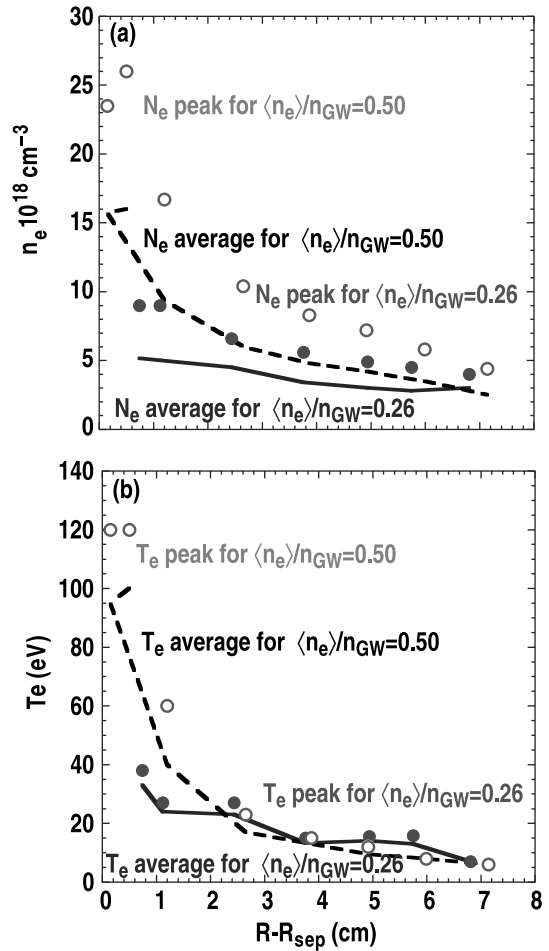 (a)
30
25
20
15
10
5
0
n_e 10^18 cm^−3
N_e peak for ⟨n_e⟩/n_GW=0.50
N_e average for ⟨n_e⟩/n_GW=0.50
N_e peak for ⟨n_e⟩/n_GW=0.26
N_e average for ⟨n_e⟩/n_GW=0.26
(b)
140
120
100
80
60
40
20
0
Te (eV)
T_e peak for ⟨n_e⟩/n_GW=0.50
T_e average for ⟨n_e⟩/n_GW=0.50
T_e peak for ⟨n_e⟩/n_GW=0.26
T_e average for ⟨n_e⟩/n_GW=0.26
0 1 2 3 4 5 6 7 8
R-R_sep (cm)